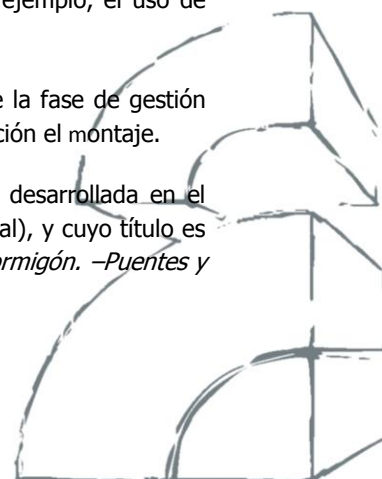 ejemplo, el uso de
e la fase de gestión
ción el montaje.
desarrollada en el
al), y cuyo título es
ormigón. –Puentes y